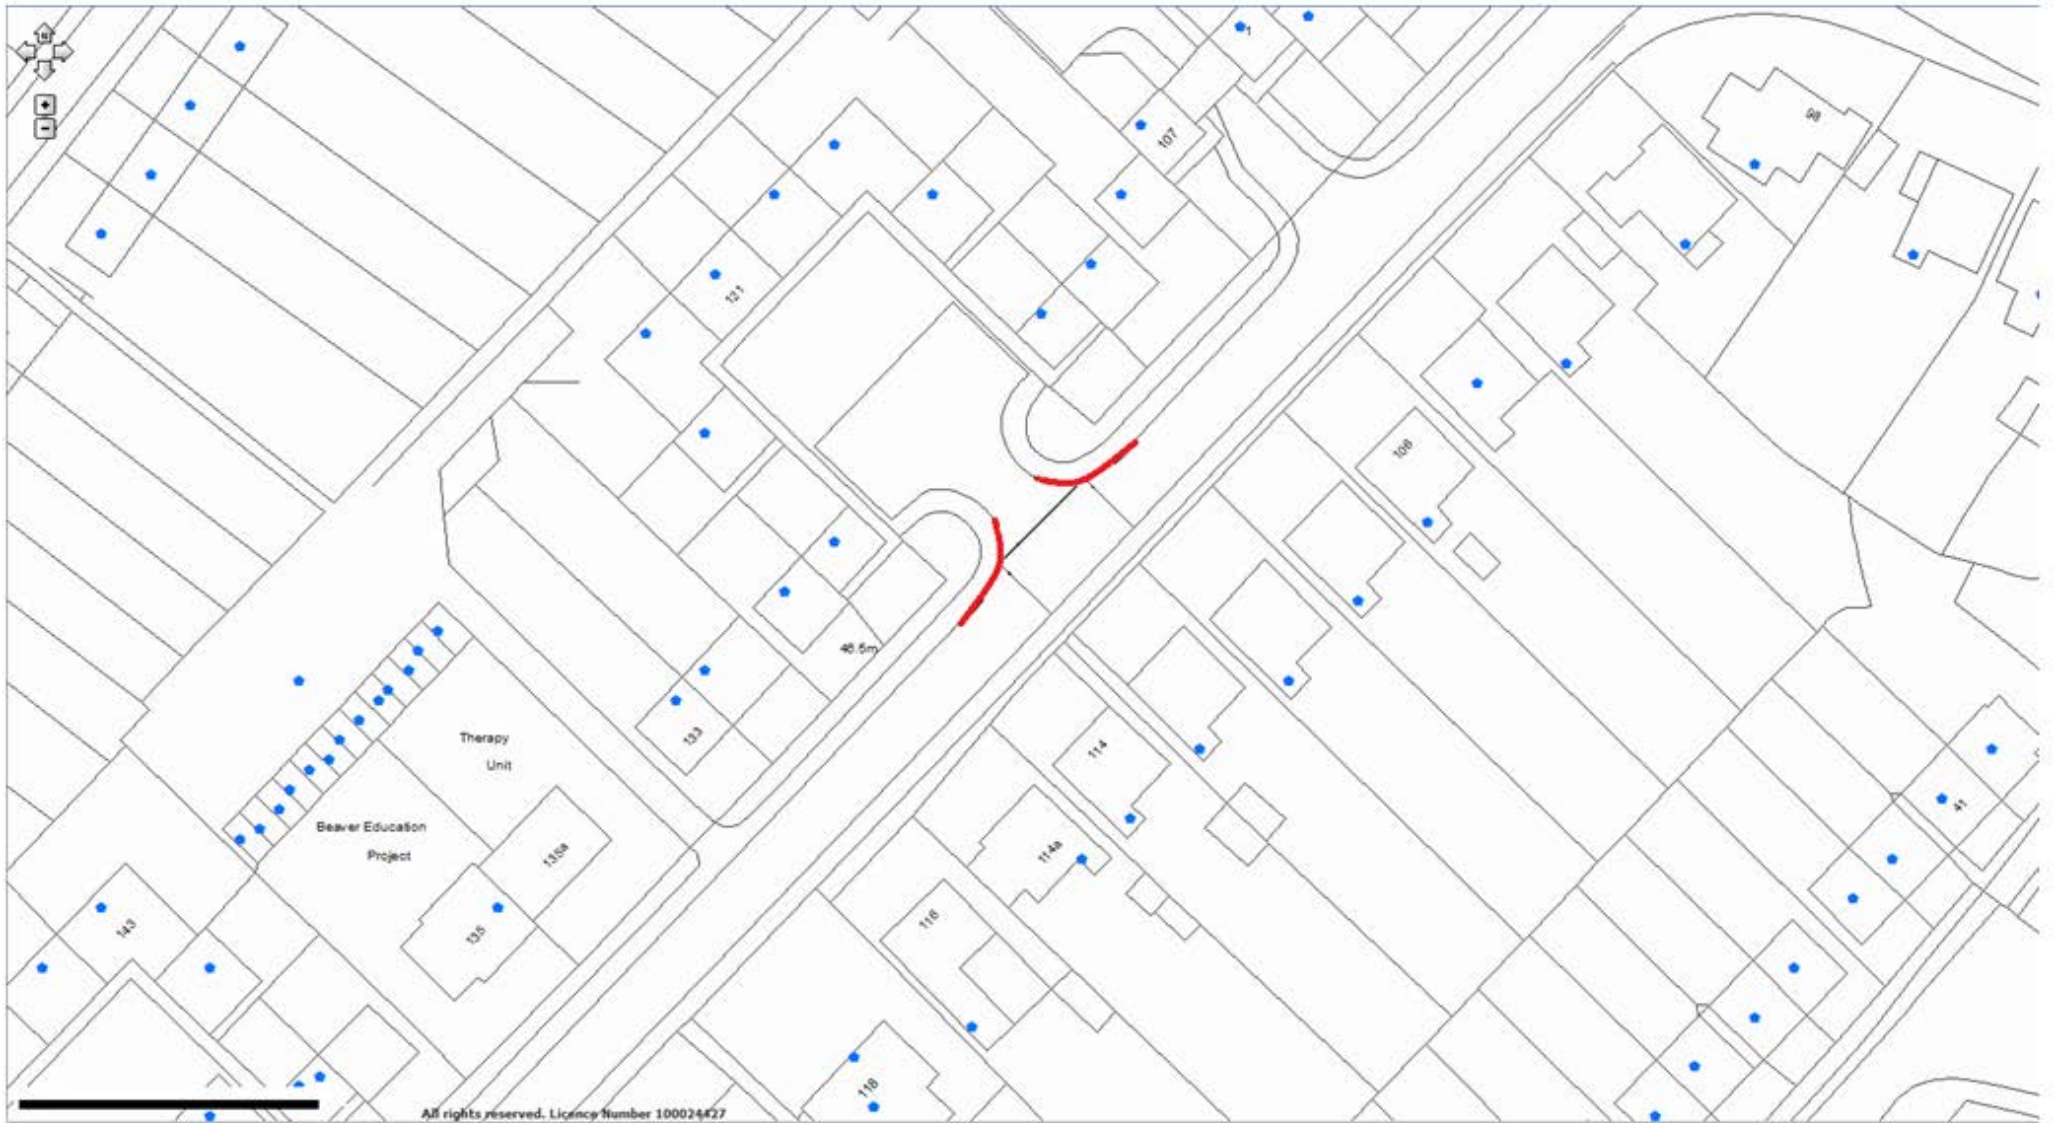 N
1
107
98
121
106
46.5m
133
Therapy
Unit
114
41
Beaver Education
Project
135a
114a
116
135
143
118
All rights reserved. Licence Number 100024427